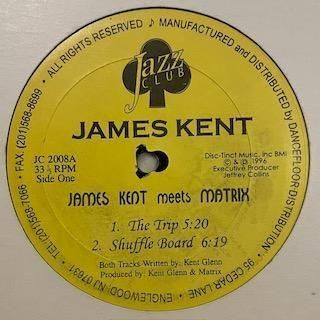 • ALL RIGHTS RESERVED ♪ MANUFACTURED and DISTRIBUTED by DANCEFLOOR DISTRIBUTION • 95 CEDAR LANE • ENGLEWOOD, NJ 07631 • TEL.(201)568-7066 • FAX. (201)568-8699
Jazz
CLUB
JAMES KENT
JC 2008A
33 ⅓ RPM
Side One
Disc-Tinct Music, Inc BMI
© & ℗ 1996
Executive Producer
Jeffrey Collins
JAMES KENT meets MATRIX
1. The Trip 5:20
2. Shuffle Board 6:19
Both Tracks-Written by: Kent Glenn
Produced by: Kent Glenn & Matrix